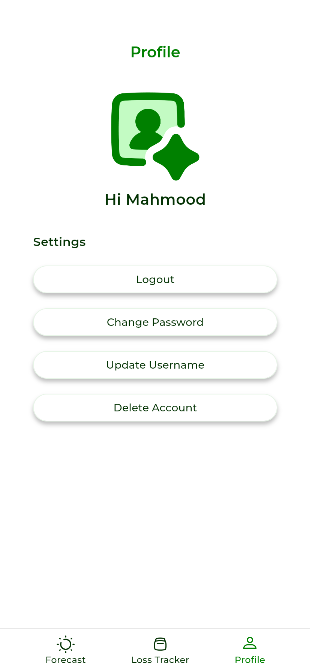 Profile
Hi Mahmood
Settings
Logout
Change Password
Update Username
Delete Account
Forecast
Loss Tracker
Profile